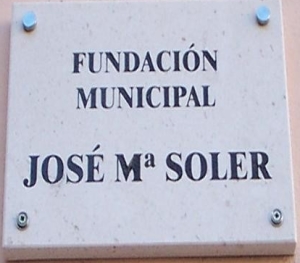 FUNDACIÓN
MUNICIPAL
JOSÉ Mª SOLER